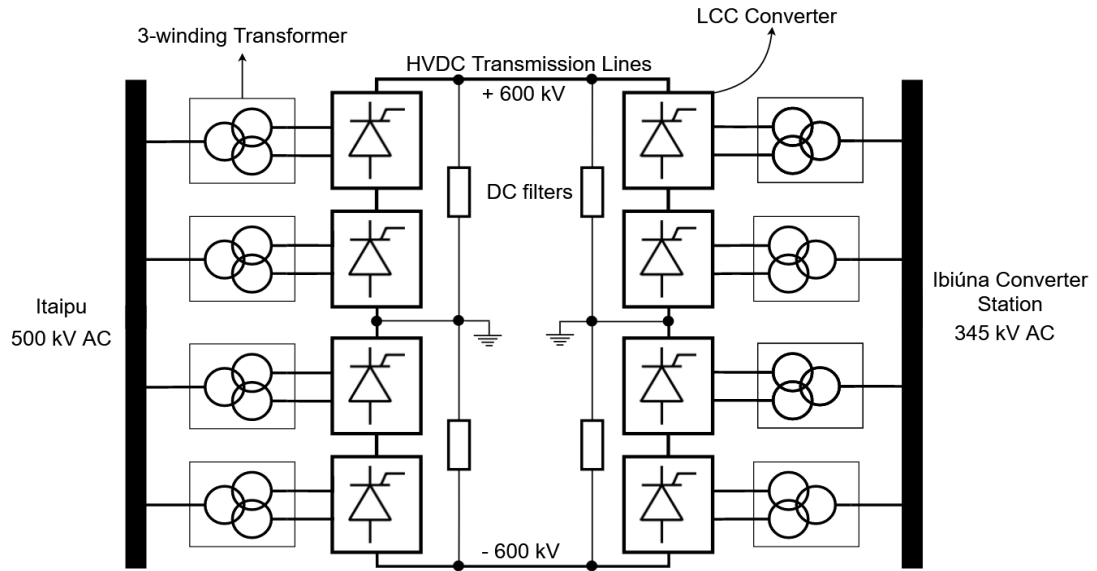 LCC Converter
3-winding Transformer
HVDC Transmission Lines
+ 600 kV
DC filters
Itaipu
500 kV AC
Ibiúna Converter
Station
345 kV AC
- 600 kV